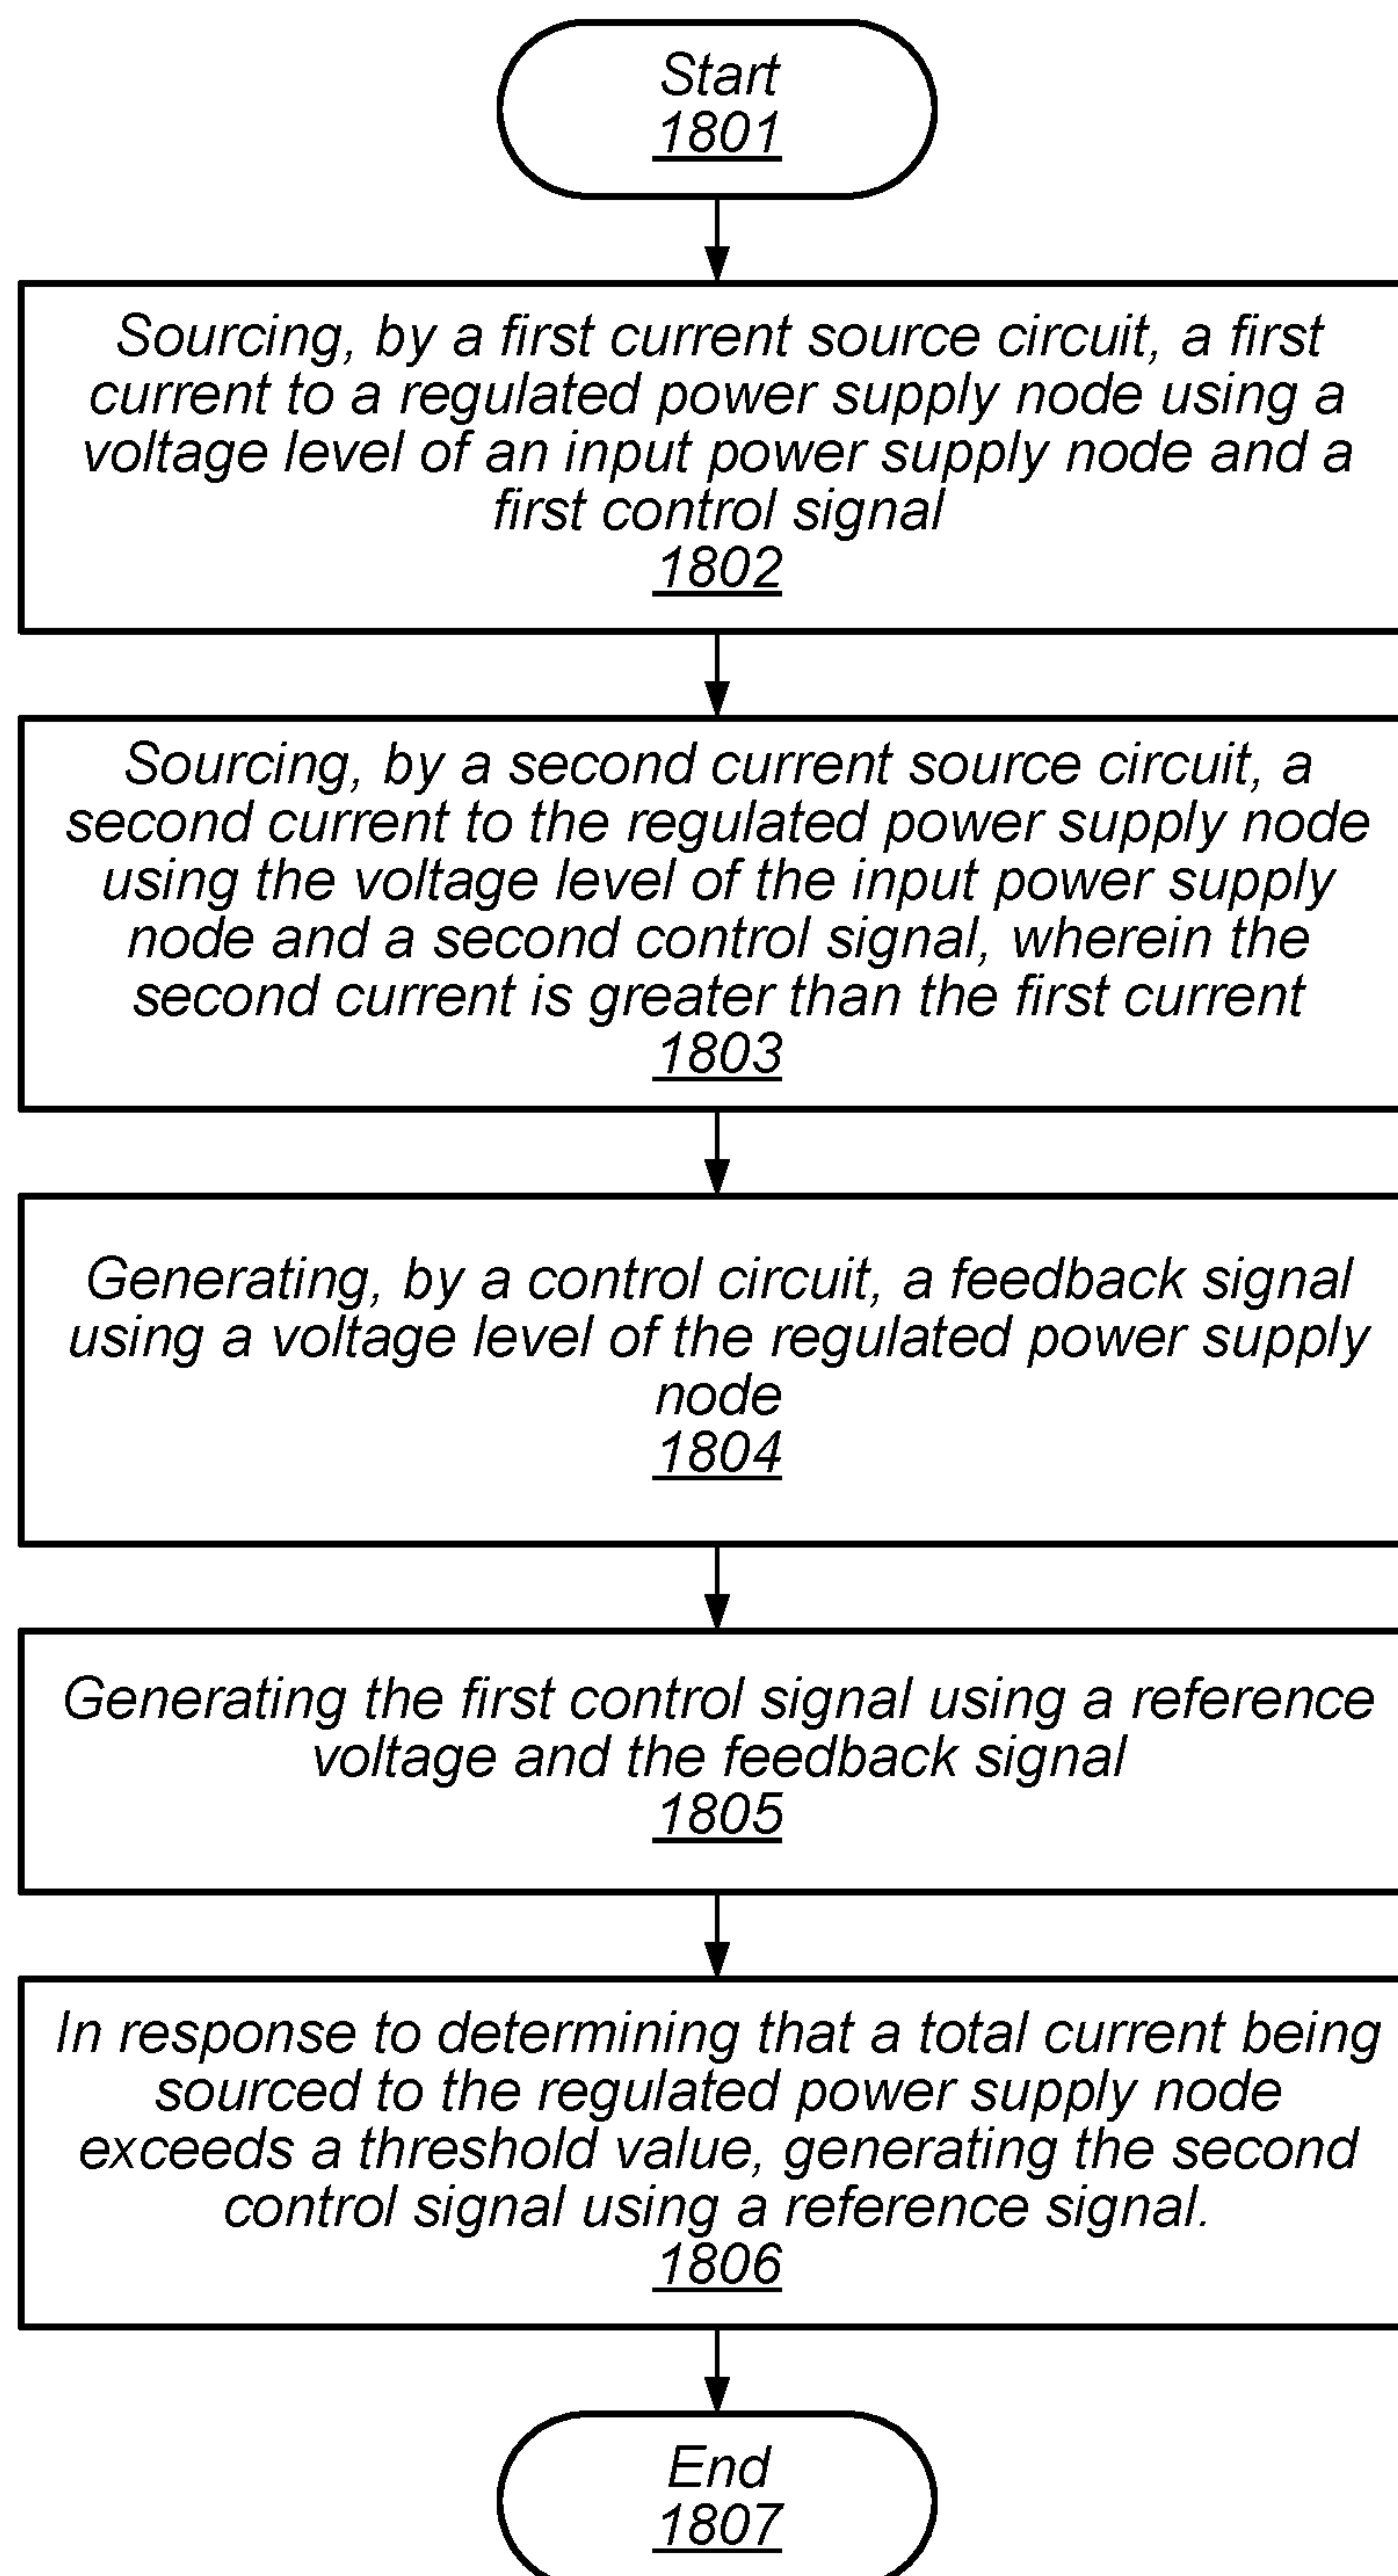 Start
1801
Sourcing, by a first current source circuit, a first
current to a regulated power supply node using a
voltage level of an input power supply node and a
first control signal
1802
Sourcing, by a second current source circuit, a
second current to the regulated power supply node
using the voltage level of the input power supply
node and a second control signal, wherein the
second current is greater than the first current
1803
Generating, by a control circuit, a feedback signal
using a voltage level of the regulated power supply
node
1804
Generating the first control signal using a reference
voltage and the feedback signal
1805
In response to determining that a total current being
sourced to the regulated power supply node
exceeds a threshold value, generating the second
control signal using a reference signal.
1806
End
1807